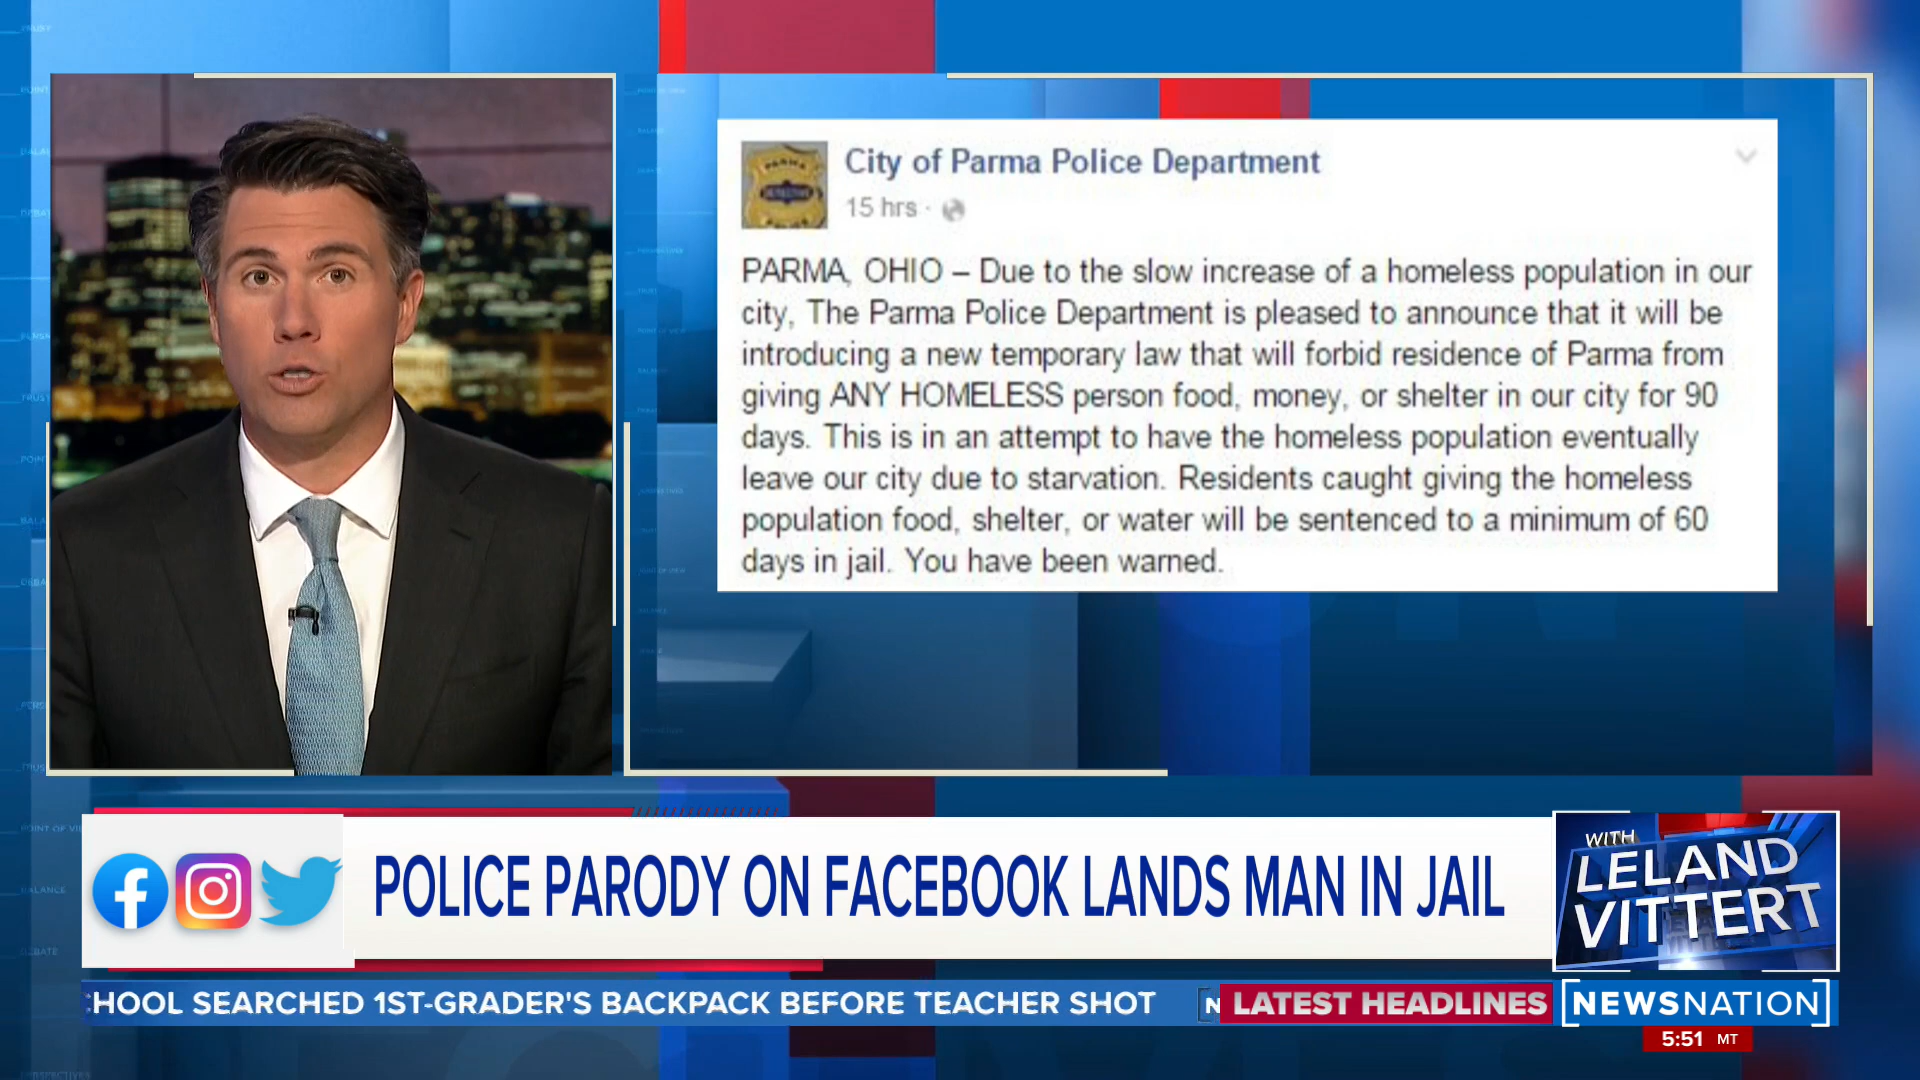 City of Parma Police Department
15 hrs ·
PARMA, OHIO – Due to the slow increase of a homeless population in our
city, The Parma Police Department is pleased to announce that it will be
introducing a new temporary law that will forbid residence of Parma from
giving ANY HOMELESS person food, money, or shelter in our city for 90
days. This is in an attempt to have the homeless population eventually
leave our city due to starvation. Residents caught giving the homeless
population food, shelter, or water will be sentenced to a minimum of 60
days in jail. You have been warned.
POLICE PARODY ON FACEBOOK LANDS MAN IN JAIL
WITH
LELAND
VITTERT
CHOOL SEARCHED 1ST-GRADER'S BACKPACK BEFORE TEACHER SHOT
LATEST HEADLINES
NEWSNATION
5:51 MT